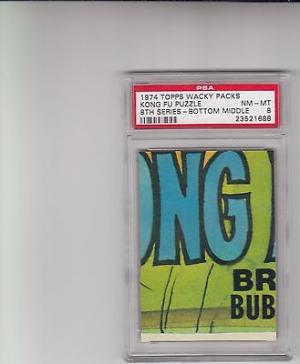 PSA
1974 TOPPS WACKY PACKS
KONG FU PUZZLE NM-MT
8TH SERIES-BOTTOM MIDDLE 8
23521688
ONG
BR
BUB